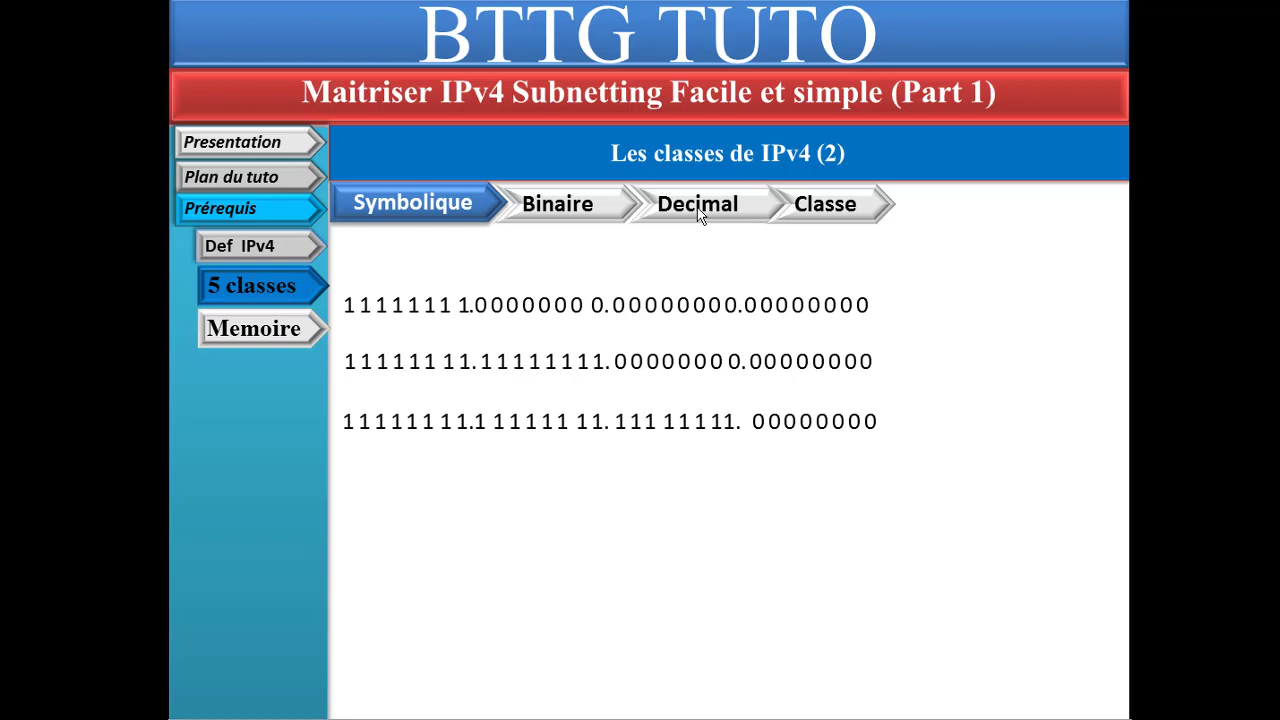 BTTG TUTO
Maitriser IPv4 Subnetting Facile et simple (Part 1)
Presentation
Plan du tuto
Prérequis
Def IPv4
5 classes
Memoire
Les classes de IPv4 (2)
Symbolique Binaire Decimal Classe
1 1 1 1 1 1 1 1.0 0 0 0 0 0 0 0. 0 0 0 0 0 0 0 0.0 0 0 0 0 0 0 0
1 1 1 1 1 1 1 1. 1 1 1 1 1 1 1 1. 0 0 0 0 0 0 0 0. 0 0 0 0 0 0 0 0
1 1 1 1 1 1 1 1.1 1 1 1 1 1 1 1. 1 1 1 1 1 1 1 1. 0 0 0 0 0 0 0 0